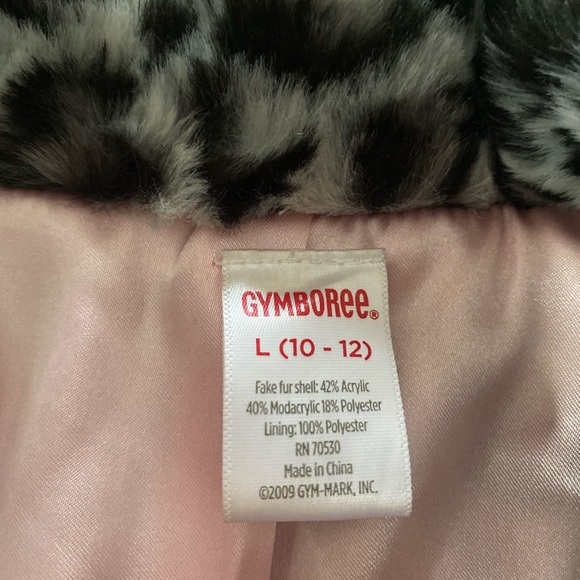 GYMBORee®
L (10 - 12)
Fake fur shell: 42% Acrylic
40% Modacrylic 18% Polyester
Lining: 100% Polyester
RN 70530
Made in China
©2009 GYM-MARK, INC.